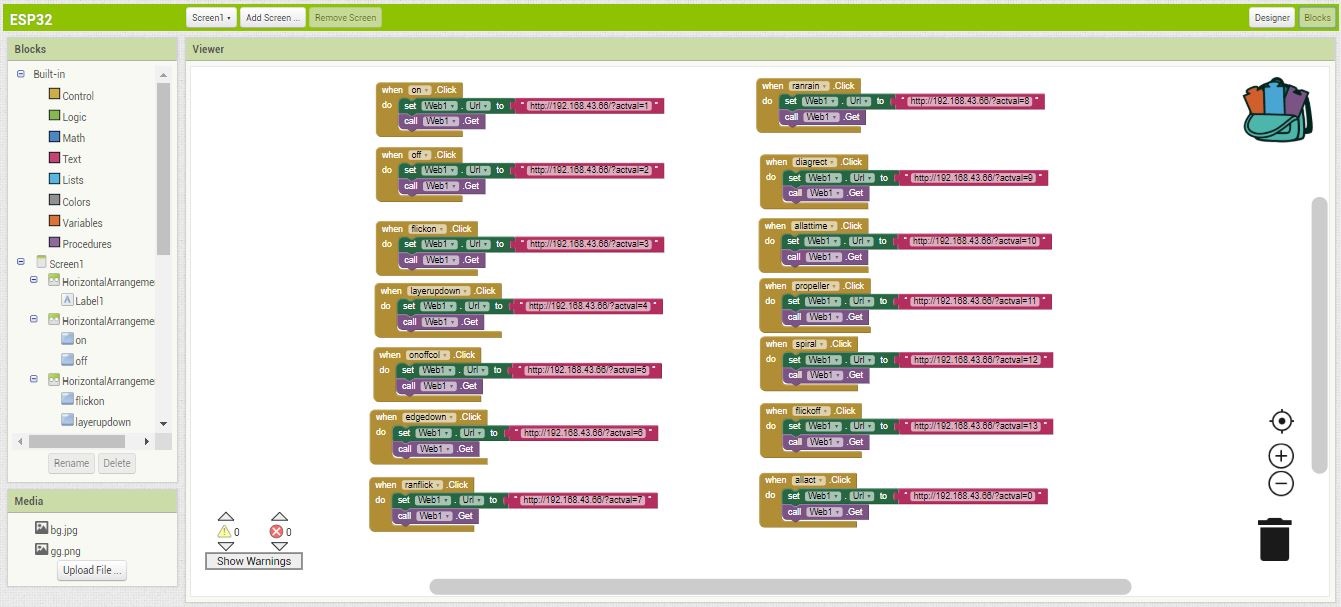 ESP32
Screen1
Add Screen ...
Remove Screen
Designer
Blocks
Blocks
Built-in
Control
Logic
Math
Text
Lists
Colors
Variables
Procedures
Screen1
HorizontalArrangeme
A Label1
HorizontalArrangeme
on
off
HorizontalArrangeme
flickon
layerupdown
Rename
Delete
Media
bg.jpg
gg.png
Upload File ...
Viewer
when on .Click
do set Web1 . Url to " http://192.168.43.66/?actval=1 "
call Web1 .Get
when off .Click
do set Web1 . Url to " http://192.168.43.66/?actval=2 "
call Web1 .Get
when flickon .Click
do set Web1 . Url to " http://192.168.43.66/?actval=3 "
call Web1 .Get
when layerupdown .Click
do set Web1 . Url to " http://192.168.43.66/?actval=4 "
call Web1 .Get
when onoffcol .Click
do set Web1 . Url to " http://192.168.43.66/?actval=5 "
call Web1 .Get
when edgedown .Click
do set Web1 . Url to " http://192.168.43.66/?actval=6 "
call Web1 .Get
when ranflick .Click
do set Web1 . Url to " http://192.168.43.66/?actval=7 "
call Web1 .Get
when ranrain .Click
do set Web1 . Url to " http://192.168.43.66/?actval=8 "
call Web1 .Get
when diagrect .Click
do set Web1 . Url to " http://192.168.43.66/?actval=9 "
call Web1 .Get
when allattime .Click
do set Web1 . Url to " http://192.168.43.66/?actval=10 "
call Web1 .Get
when propeller .Click
do set Web1 . Url to " http://192.168.43.66/?actval=11 "
call Web1 .Get
when spiral .Click
do set Web1 . Url to " http://192.168.43.66/?actval=12 "
call Web1 .Get
when flickoff .Click
do set Web1 . Url to " http://192.168.43.66/?actval=13 "
call Web1 .Get
when allact .Click
do set Web1 . Url to " http://192.168.43.66/?actval=0 "
call Web1 .Get
0 0
Show Warnings